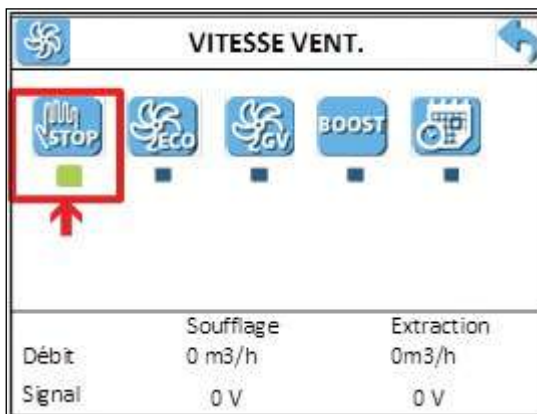 VITESSE VENT.
STOP ECO GV BOOST
Soufflage Extraction
Débit 0 m3/h 0m3/h
Signal 0 V 0 V